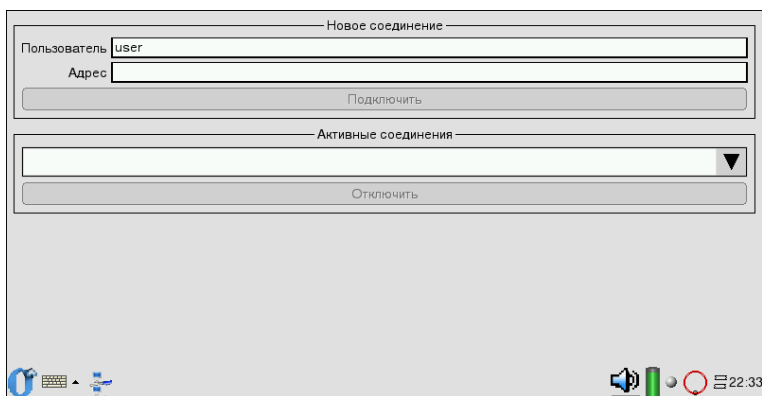 Новое соединение
Пользователь user
Адрес
Подключить
Активные соединения
Отключить
22:33